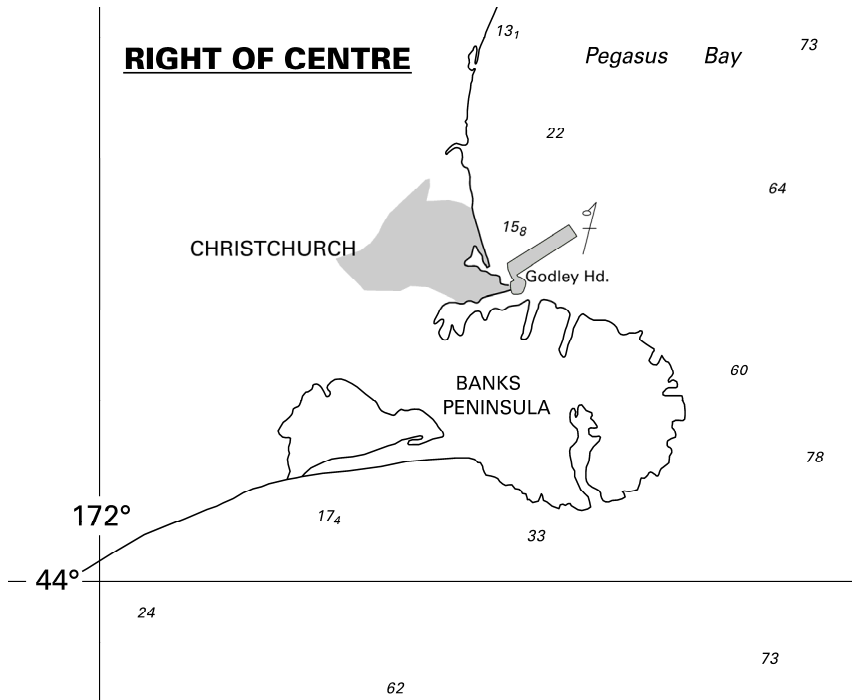 13₁
73
RIGHT OF CENTRE
Pegasus Bay
22
64
15₈
CHRISTCHURCH
Godley Hd.
60
BANKS
PENINSULA
78
172°
17₄
33
44°
24
73
62